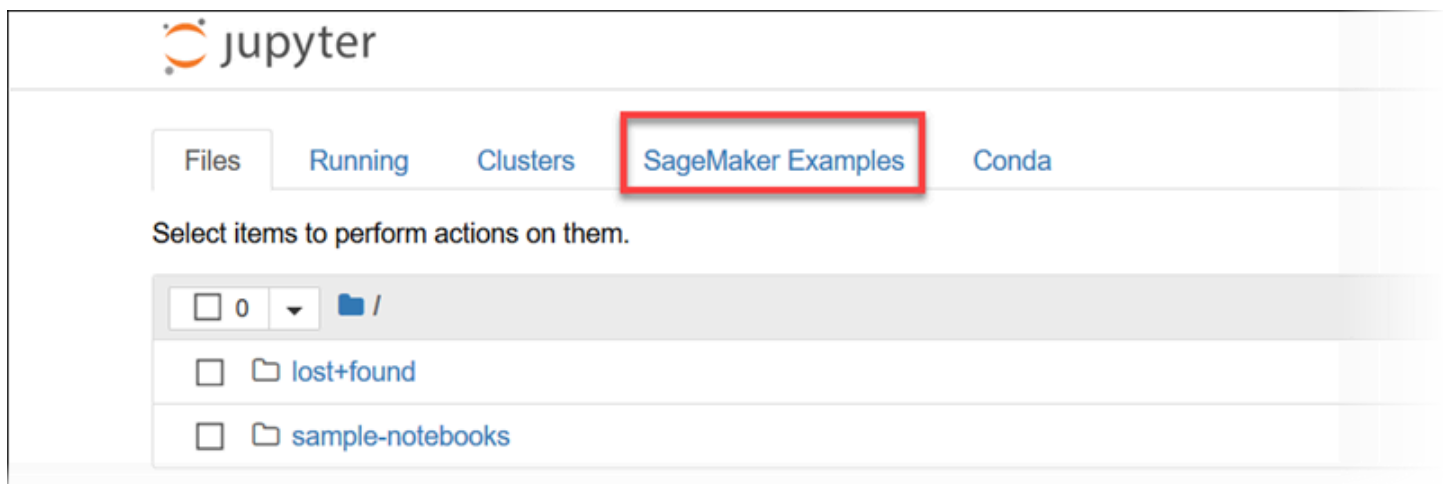 jupyter
Files Running Clusters SageMaker Examples Conda
Select items to perform actions on them.
0 /
lost+found
sample-notebooks